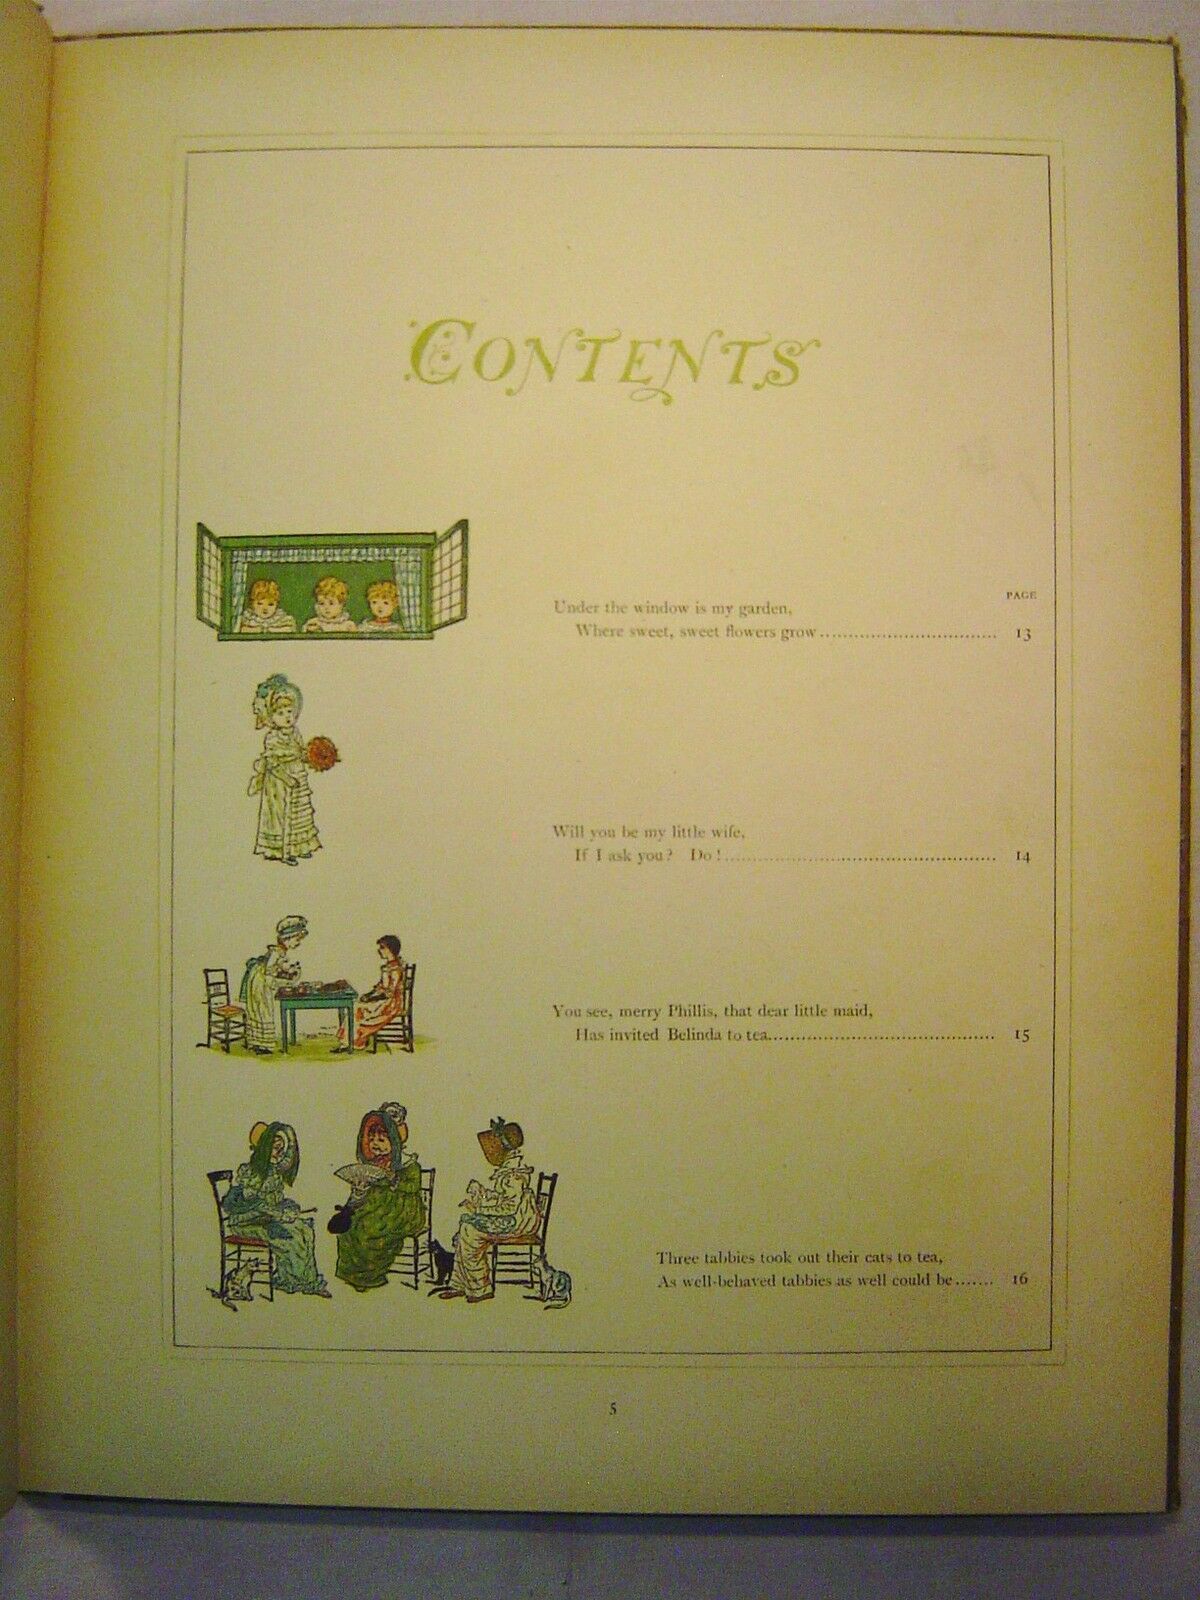 CONTENTS
PAGE
Under the window is my garden,
Where sweet, sweet flowers grow................................ 13
Will you be my little wife,
If I ask you? Do!.............................................. 14
You see, merry Phillis, that dear little maid,
Has invited Belinda to tea...................................... 15
Three tabbies took out their cats to tea,
As well-behaved tabbies as well could be....... 16
5